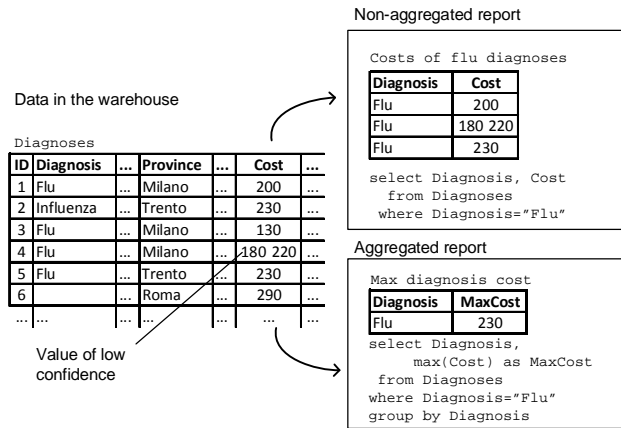 Non-aggregated report
Costs of flu diagnoses
Diagnosis Cost
Flu 200
Flu 180 220
Flu 230
select Diagnosis, Cost
from Diagnoses
where Diagnosis=”Flu”
Data in the warehouse
Diagnoses
ID Diagnosis ... Province ... Cost ...
1 Flu ... Milano ... 200 ...
2 Influenza ... Trento ... 230 ...
3 Flu ... Milano ... 130 ...
4 Flu ... Milano ... 180 220 ...
5 Flu ... Trento ... 230 ...
6 ... Roma ... 290 ...
... ... ... ... ... ... ...
Value of low
confidence
Aggregated report
Max diagnosis cost
Diagnosis MaxCost
Flu 230
select Diagnosis,
max(Cost) as MaxCost
from Diagnoses
where Diagnosis=”Flu”
group by Diagnosis